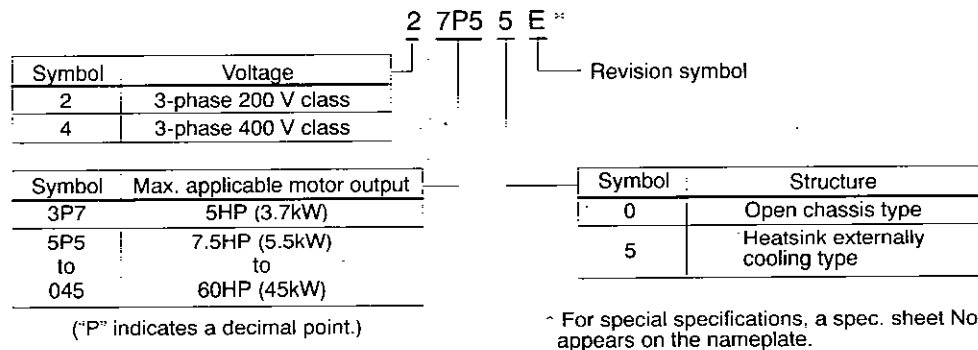 2 7P5 5 E *
Revision symbol
Symbol Voltage
2 3-phase 200 V class
4 3-phase 400 V class
Symbol Max. applicable motor output
3P7 5HP (3.7kW)
5P5 7.5HP (5.5kW)
to to
045 60HP (45kW)
("P" indicates a decimal point.)
Symbol Structure
0 Open chassis type
5 Heatsink externally
cooling type
* For special specifications, a spec. sheet No
appears on the nameplate.